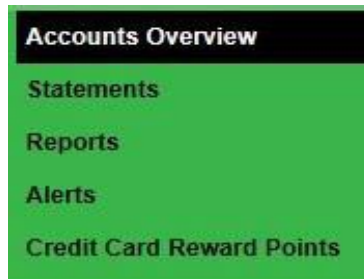 Accounts Overview
Statements
Reports
Alerts
Credit Card Reward Points